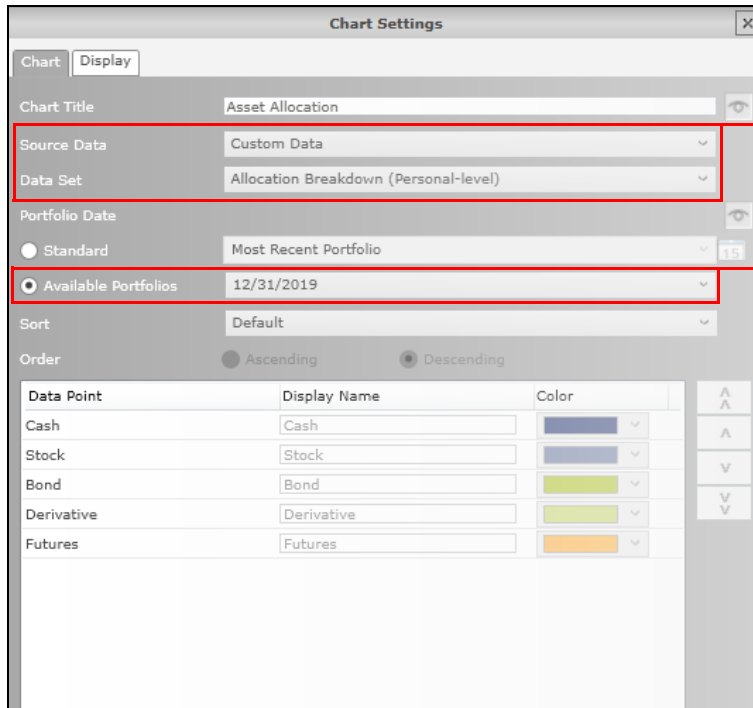 Chart Settings
Chart Display
Chart Title Asset Allocation
Source Data Custom Data
Data Set Allocation Breakdown (Personal-level)
Portfolio Date
Standard Most Recent Portfolio 15
Available Portfolios 12/31/2019
Sort Default
Order Ascending Descending
Data Point Display Name Color
Cash Cash
Stock Stock
Bond Bond
Derivative Derivative
Futures Futures